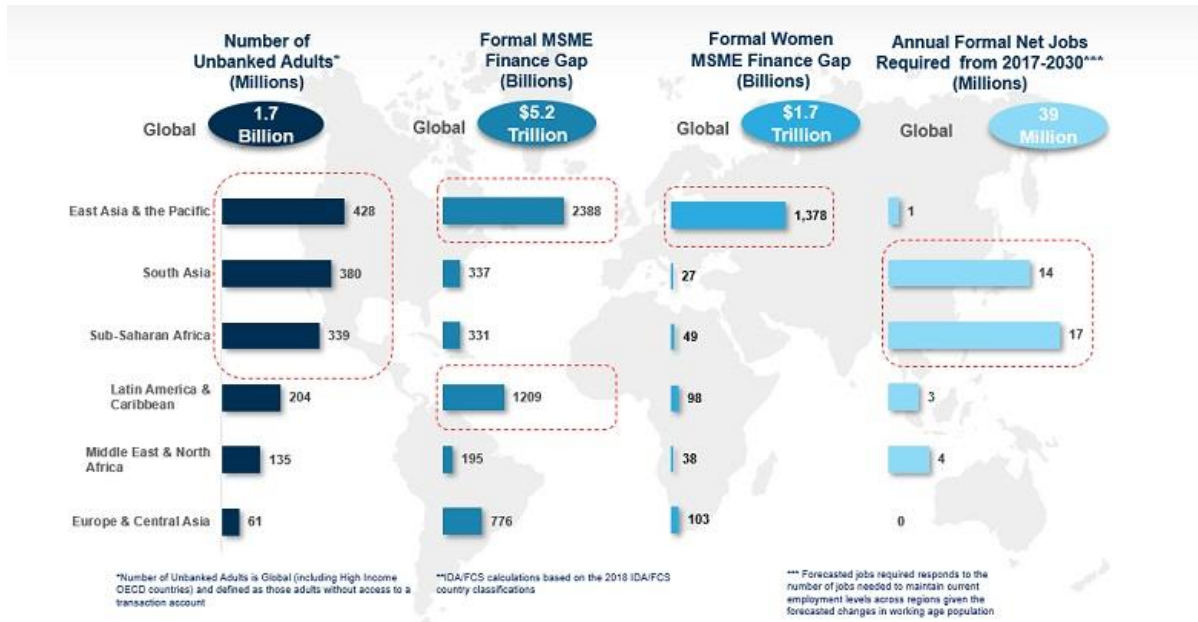 Number of
Unbanked Adults*
(Millions)
Global
1.7
Billion
Formal MSME
Finance Gap
(Billions)
Global
$5.2
Trillion
Formal Women
MSME Finance Gap
(Billions)
Global
$1.7
Trillion
Annual Formal Net Jobs
Required from 2017-2030***
(Millions)
Global
39
Million
East Asia & the Pacific
428
2388
1,378
1
South Asia
380
337
27
14
Sub-Saharan Africa
339
331
49
17
Latin America &
Caribbean
204
1209
98
3
Middle East & North
Africa
135
195
38
4
Europe & Central Asia
61
776
103
0
*Number of Unbanked Adults is Global (including High Income
OECD countries) and defined as those adults without access to a
transaction account
**IDA/FCS calculations based on the 2018 IDA/FCS
country classifications
*** Forecasted jobs required responds to the
number of jobs needed to maintain current
employment levels across regions given the
forecasted changes in working age population